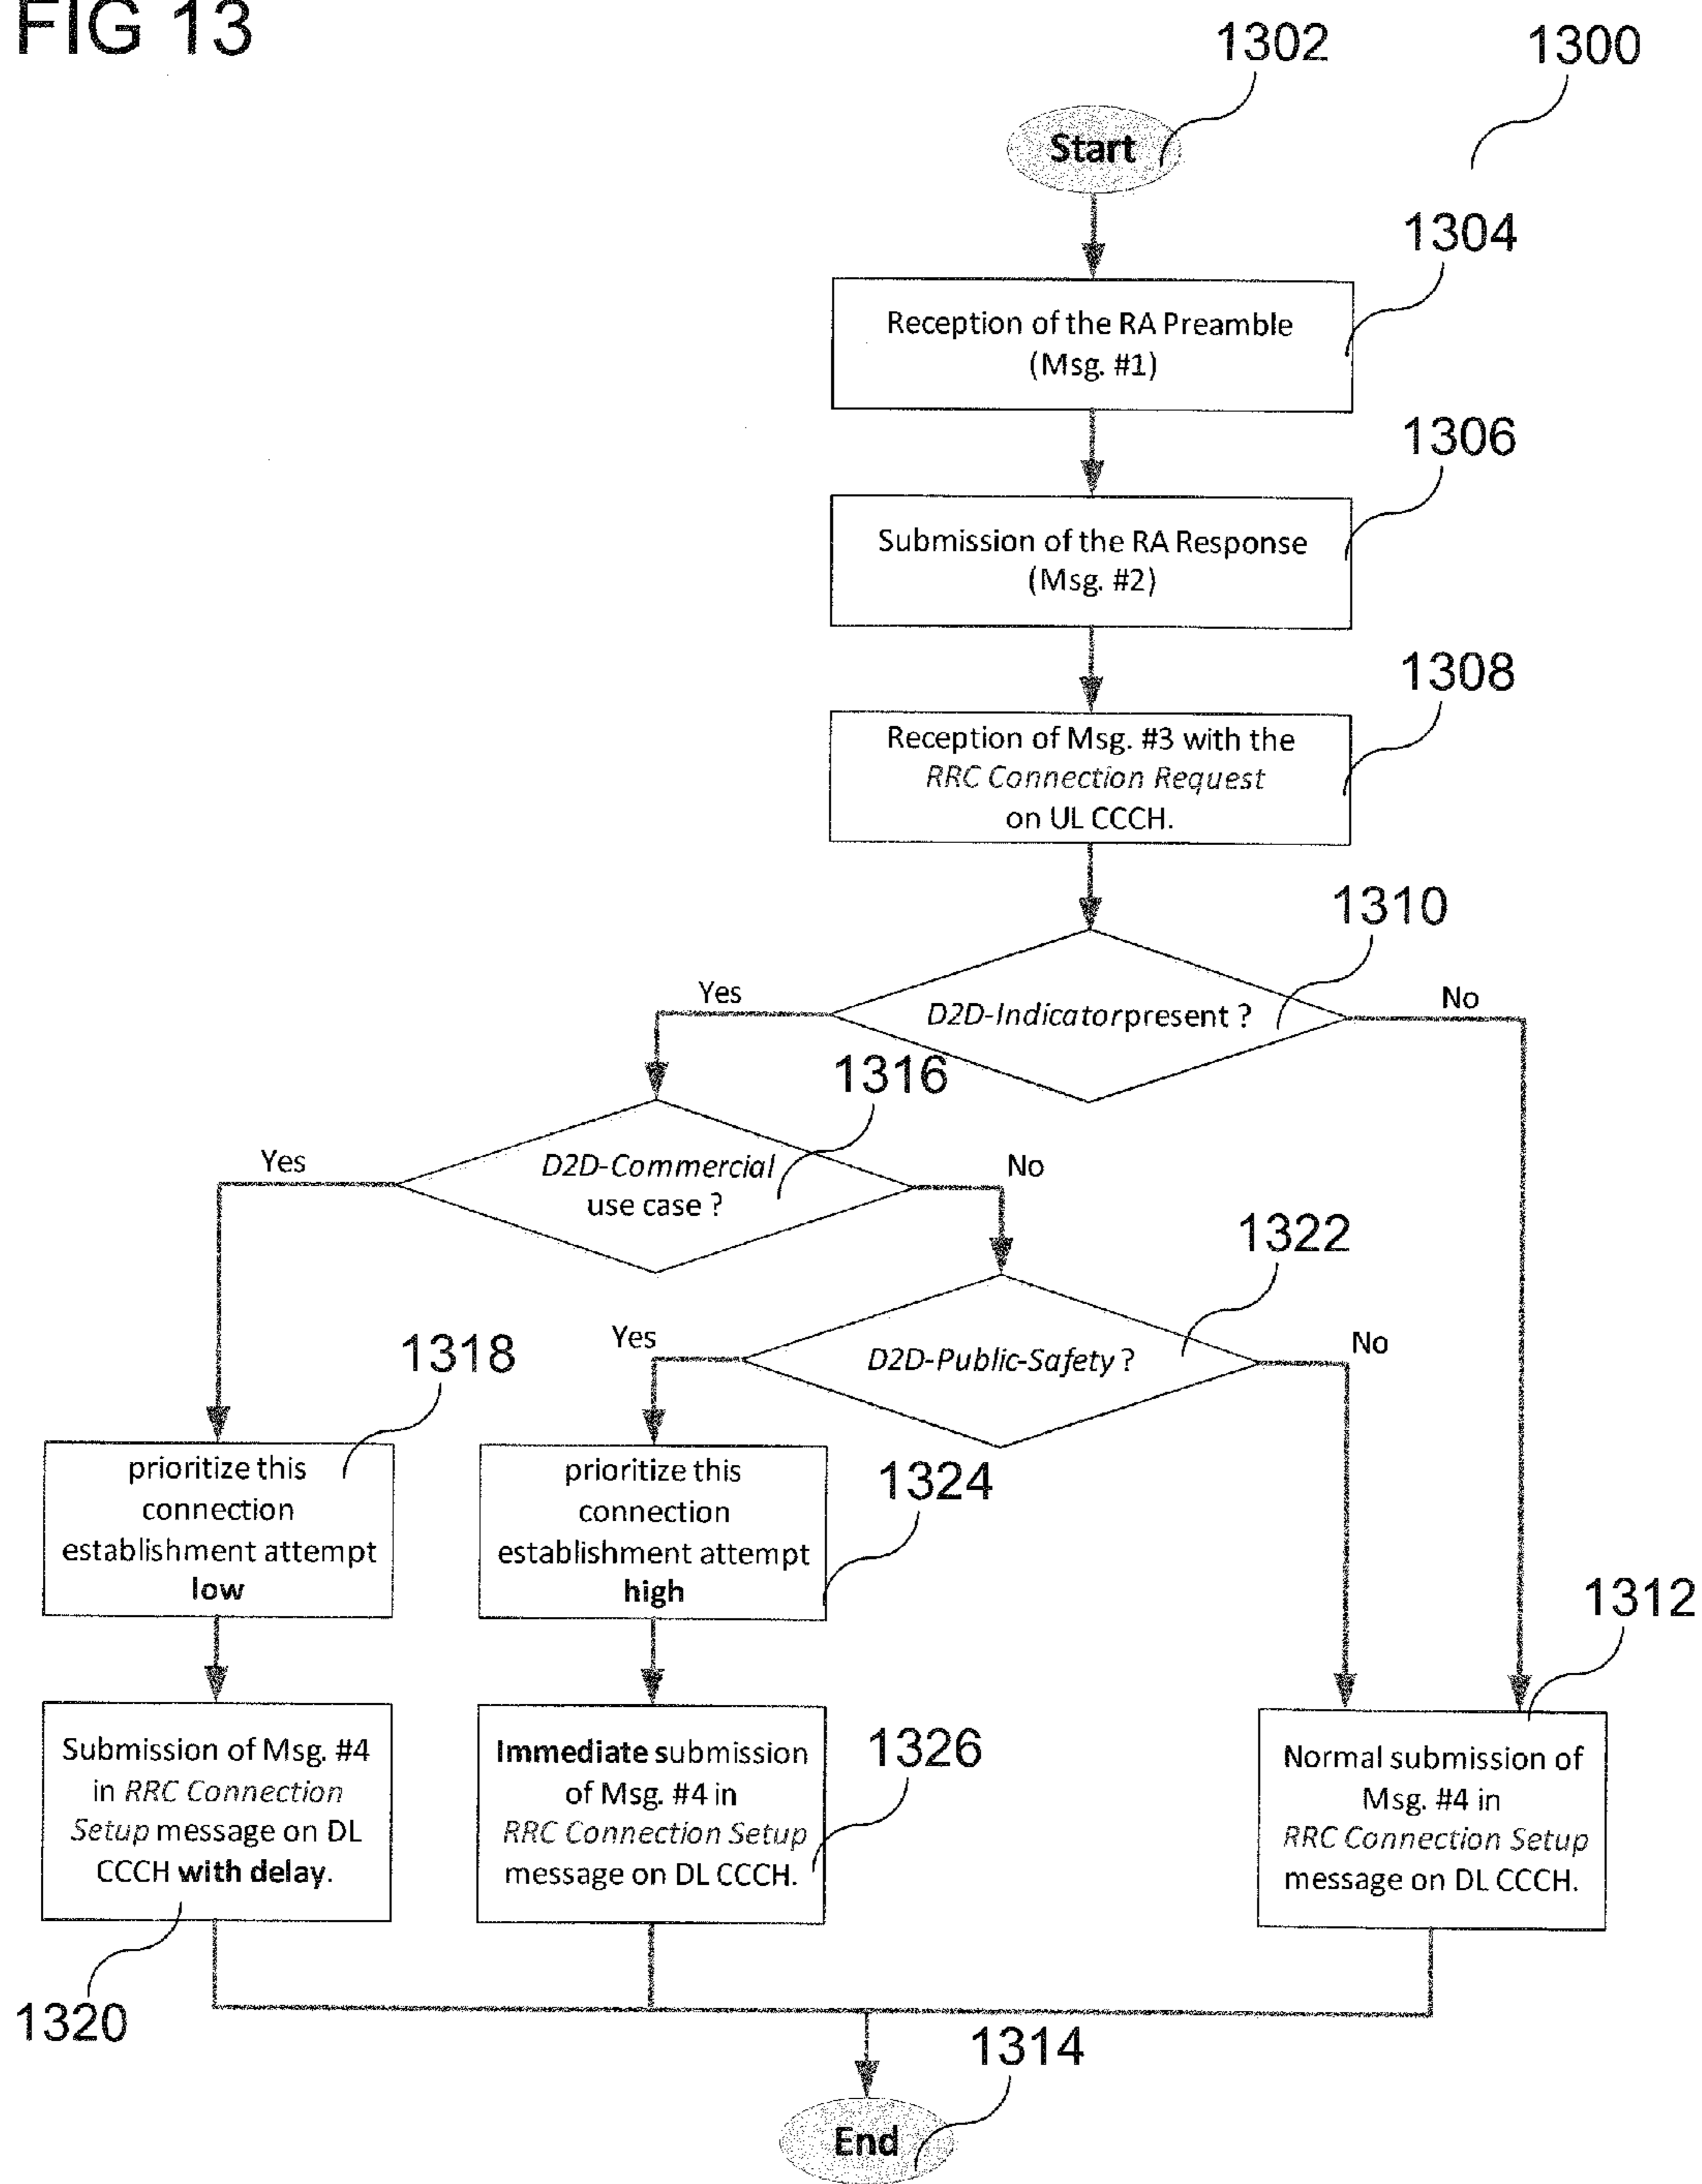 FIG 13
1302
1300
Start
1304
Reception of the RA Preamble
(Msg. #1)
1306
Submission of the RA Response
(Msg. #2)
1308
Reception of Msg. #3 with the
RRC Connection Request
on UL CCCH.
1310
Yes
D2D-Indicatorpresent ?
No
1316
Yes
D2D-Commercial
use case ?
No
1322
Yes
D2D-Public-Safety ?
No
1318
prioritize this
connection
establishment attempt
low
prioritize this
connection
establishment attempt
high
1324
1312
Submission of Msg. #4
in RRC Connection
Setup message on DL
CCCH with delay.
Immediate submission
of Msg. #4 in
RRC Connection Setup
message on DL CCCH.
1326
Normal submission of
Msg. #4 in
RRC Connection Setup
message on DL CCCH.
1320
1314
End